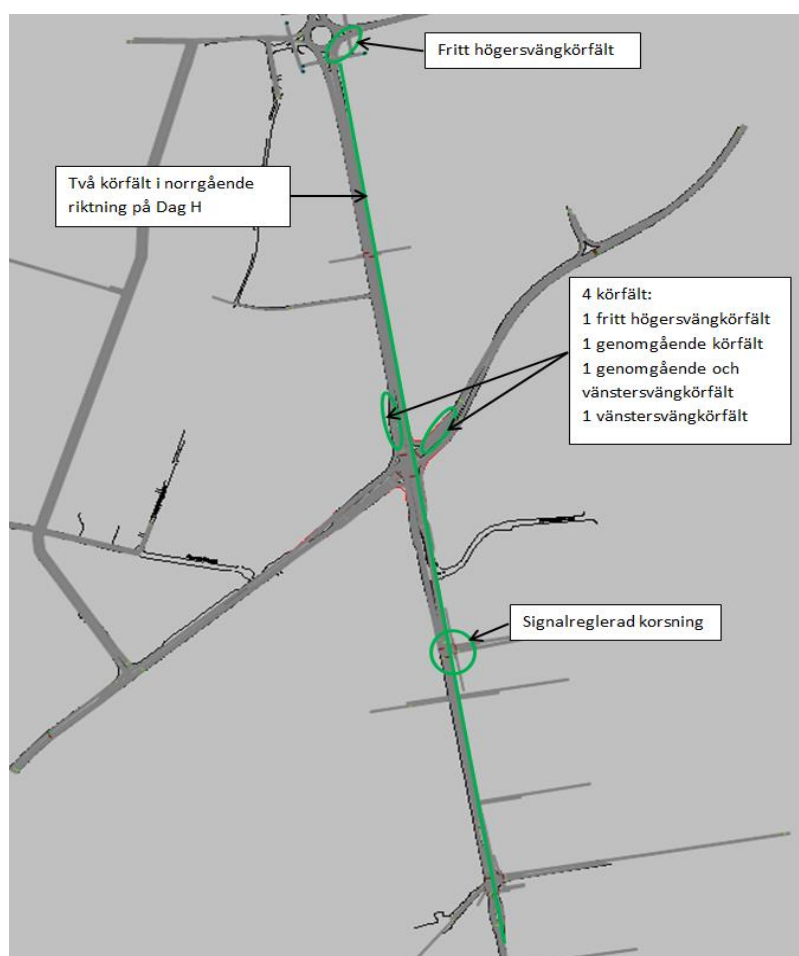 Fritt högersvängkörfält
Två körfält i norrgående
riktning på Dag H
4 körfält:
1 fritt högersvängkörfält
1 genomgående körfält
1 genomgående och
vänstersvängkörfält
1 vänstersvängkörfält
Signalreglerad korsning